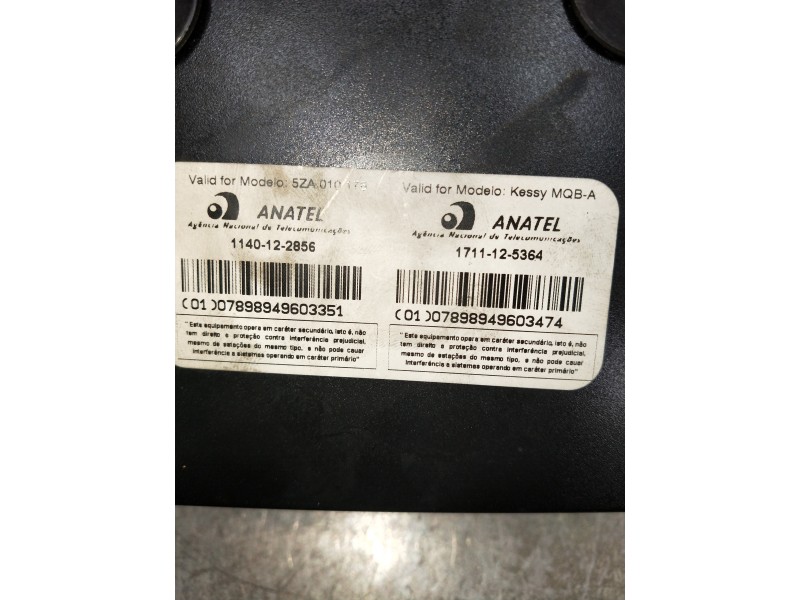 Valid for Modelo: 5ZA.010
ANATEL
Agência Nacional de Telecomunicações
1140-12-2856
(01)07898949603351
"Este equipamento opera em caráter secundário, isto é, não
tem direito a proteção contra interferência prejudicial,
mesmo de estações do mesmo tipo, e não pode causar
interferência a sistemas operando em caráter primário"
Valid for Modelo: Kessy MQB-A
ANATEL
Agência Nacional de Telecomunicações
1711-12-5364
(01)07898949603474
"Este equipamento opera em caráter secundário, isto é, não
tem direito a proteção contra interferência prejudicial,
mesmo de estações do mesmo tipo, e não pode causar
interferência a sistemas operando em caráter primário"